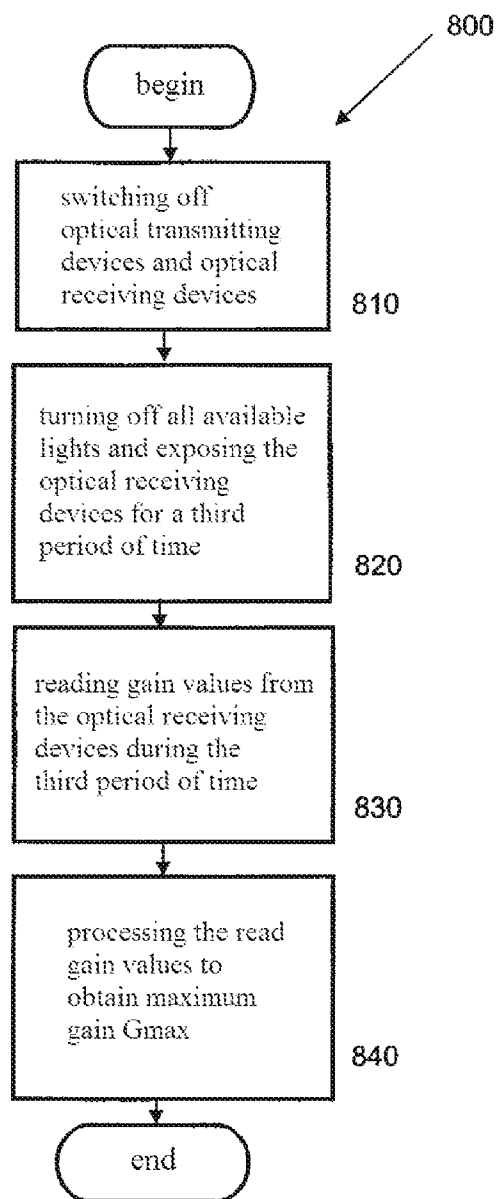 800
begin
switching off
optical transmitting
devices and optical
receiving devices
810
turning off all available
lights and exposing the
optical receiving
devices for a third
period of time
820
reading gain values from
the optical receiving
devices during the
third period of time
830
processing the read
gain values to
obtain maximum
gain Gmax
840
end